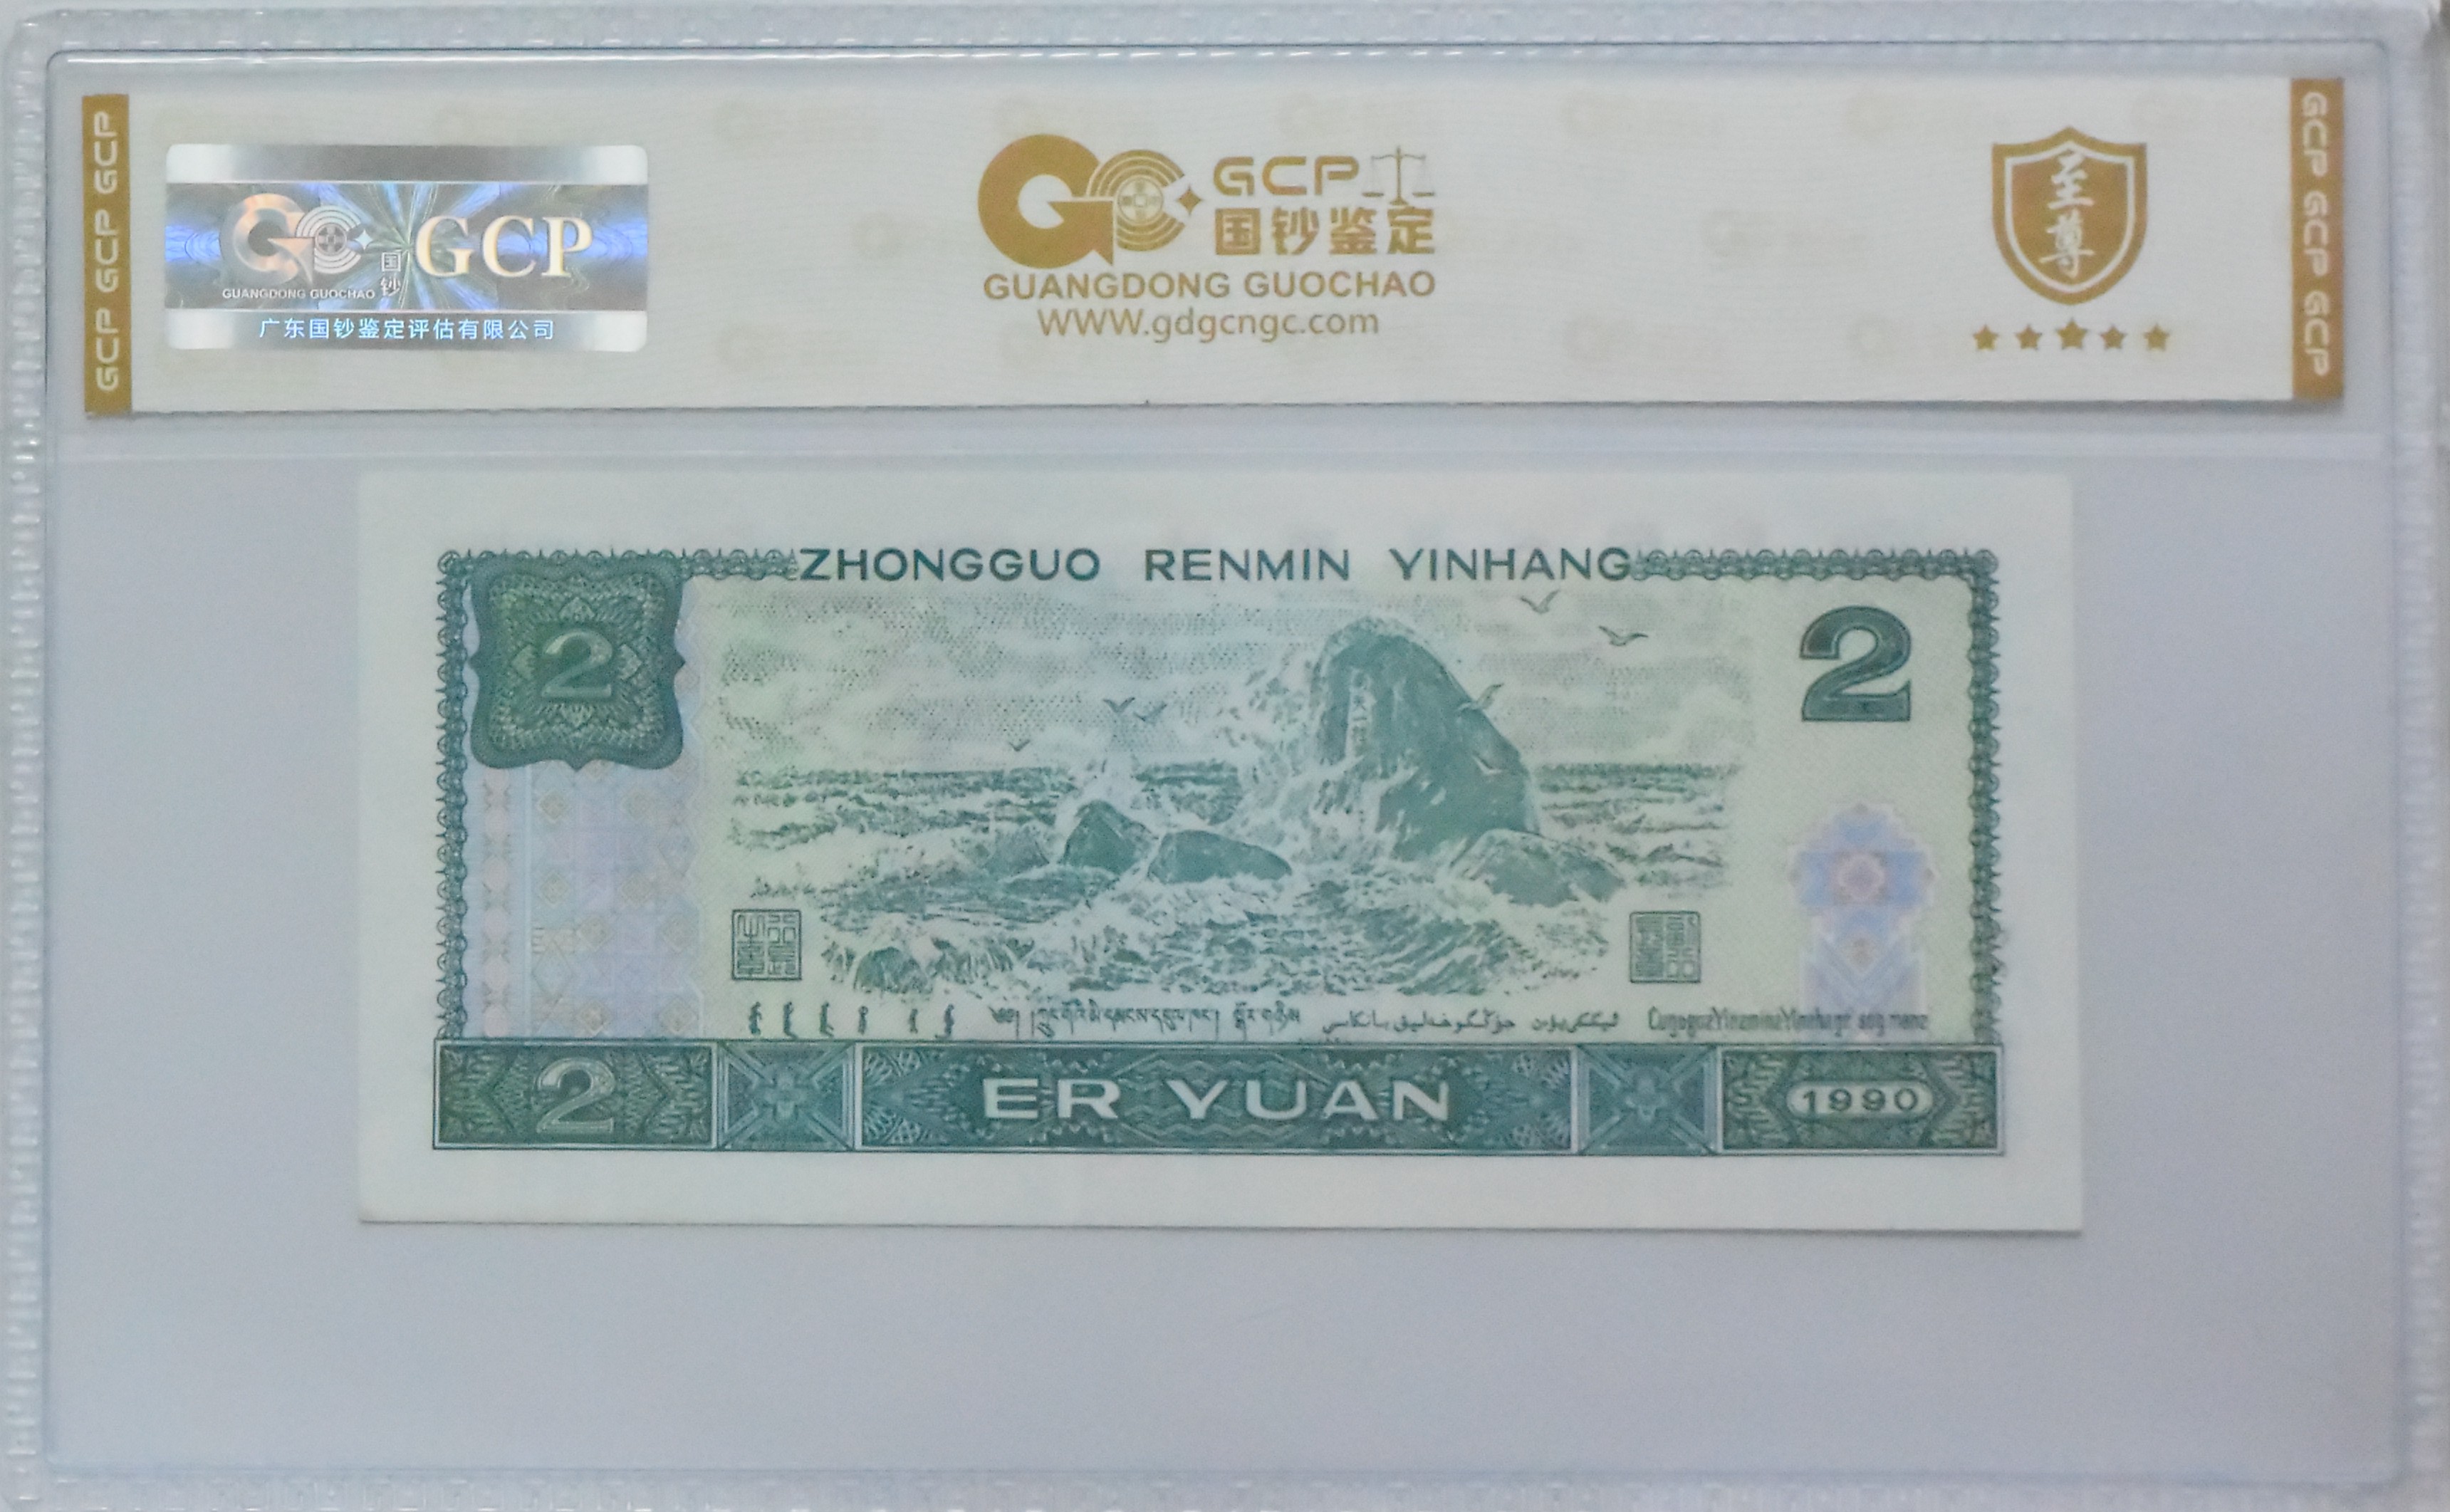 GCP GCP GCP
国钞
GCP
GUANGDONG GUOCHAO
广东国钞鉴定评估有限公司
GCP
国钞鉴定
GUANGDONG GUOCHAO
WWW.gdgcngc.com
至尊
GCP GCP GCP
ZHONGGUO RENMIN YINHANG
2
2
2
ER YUAN
1990